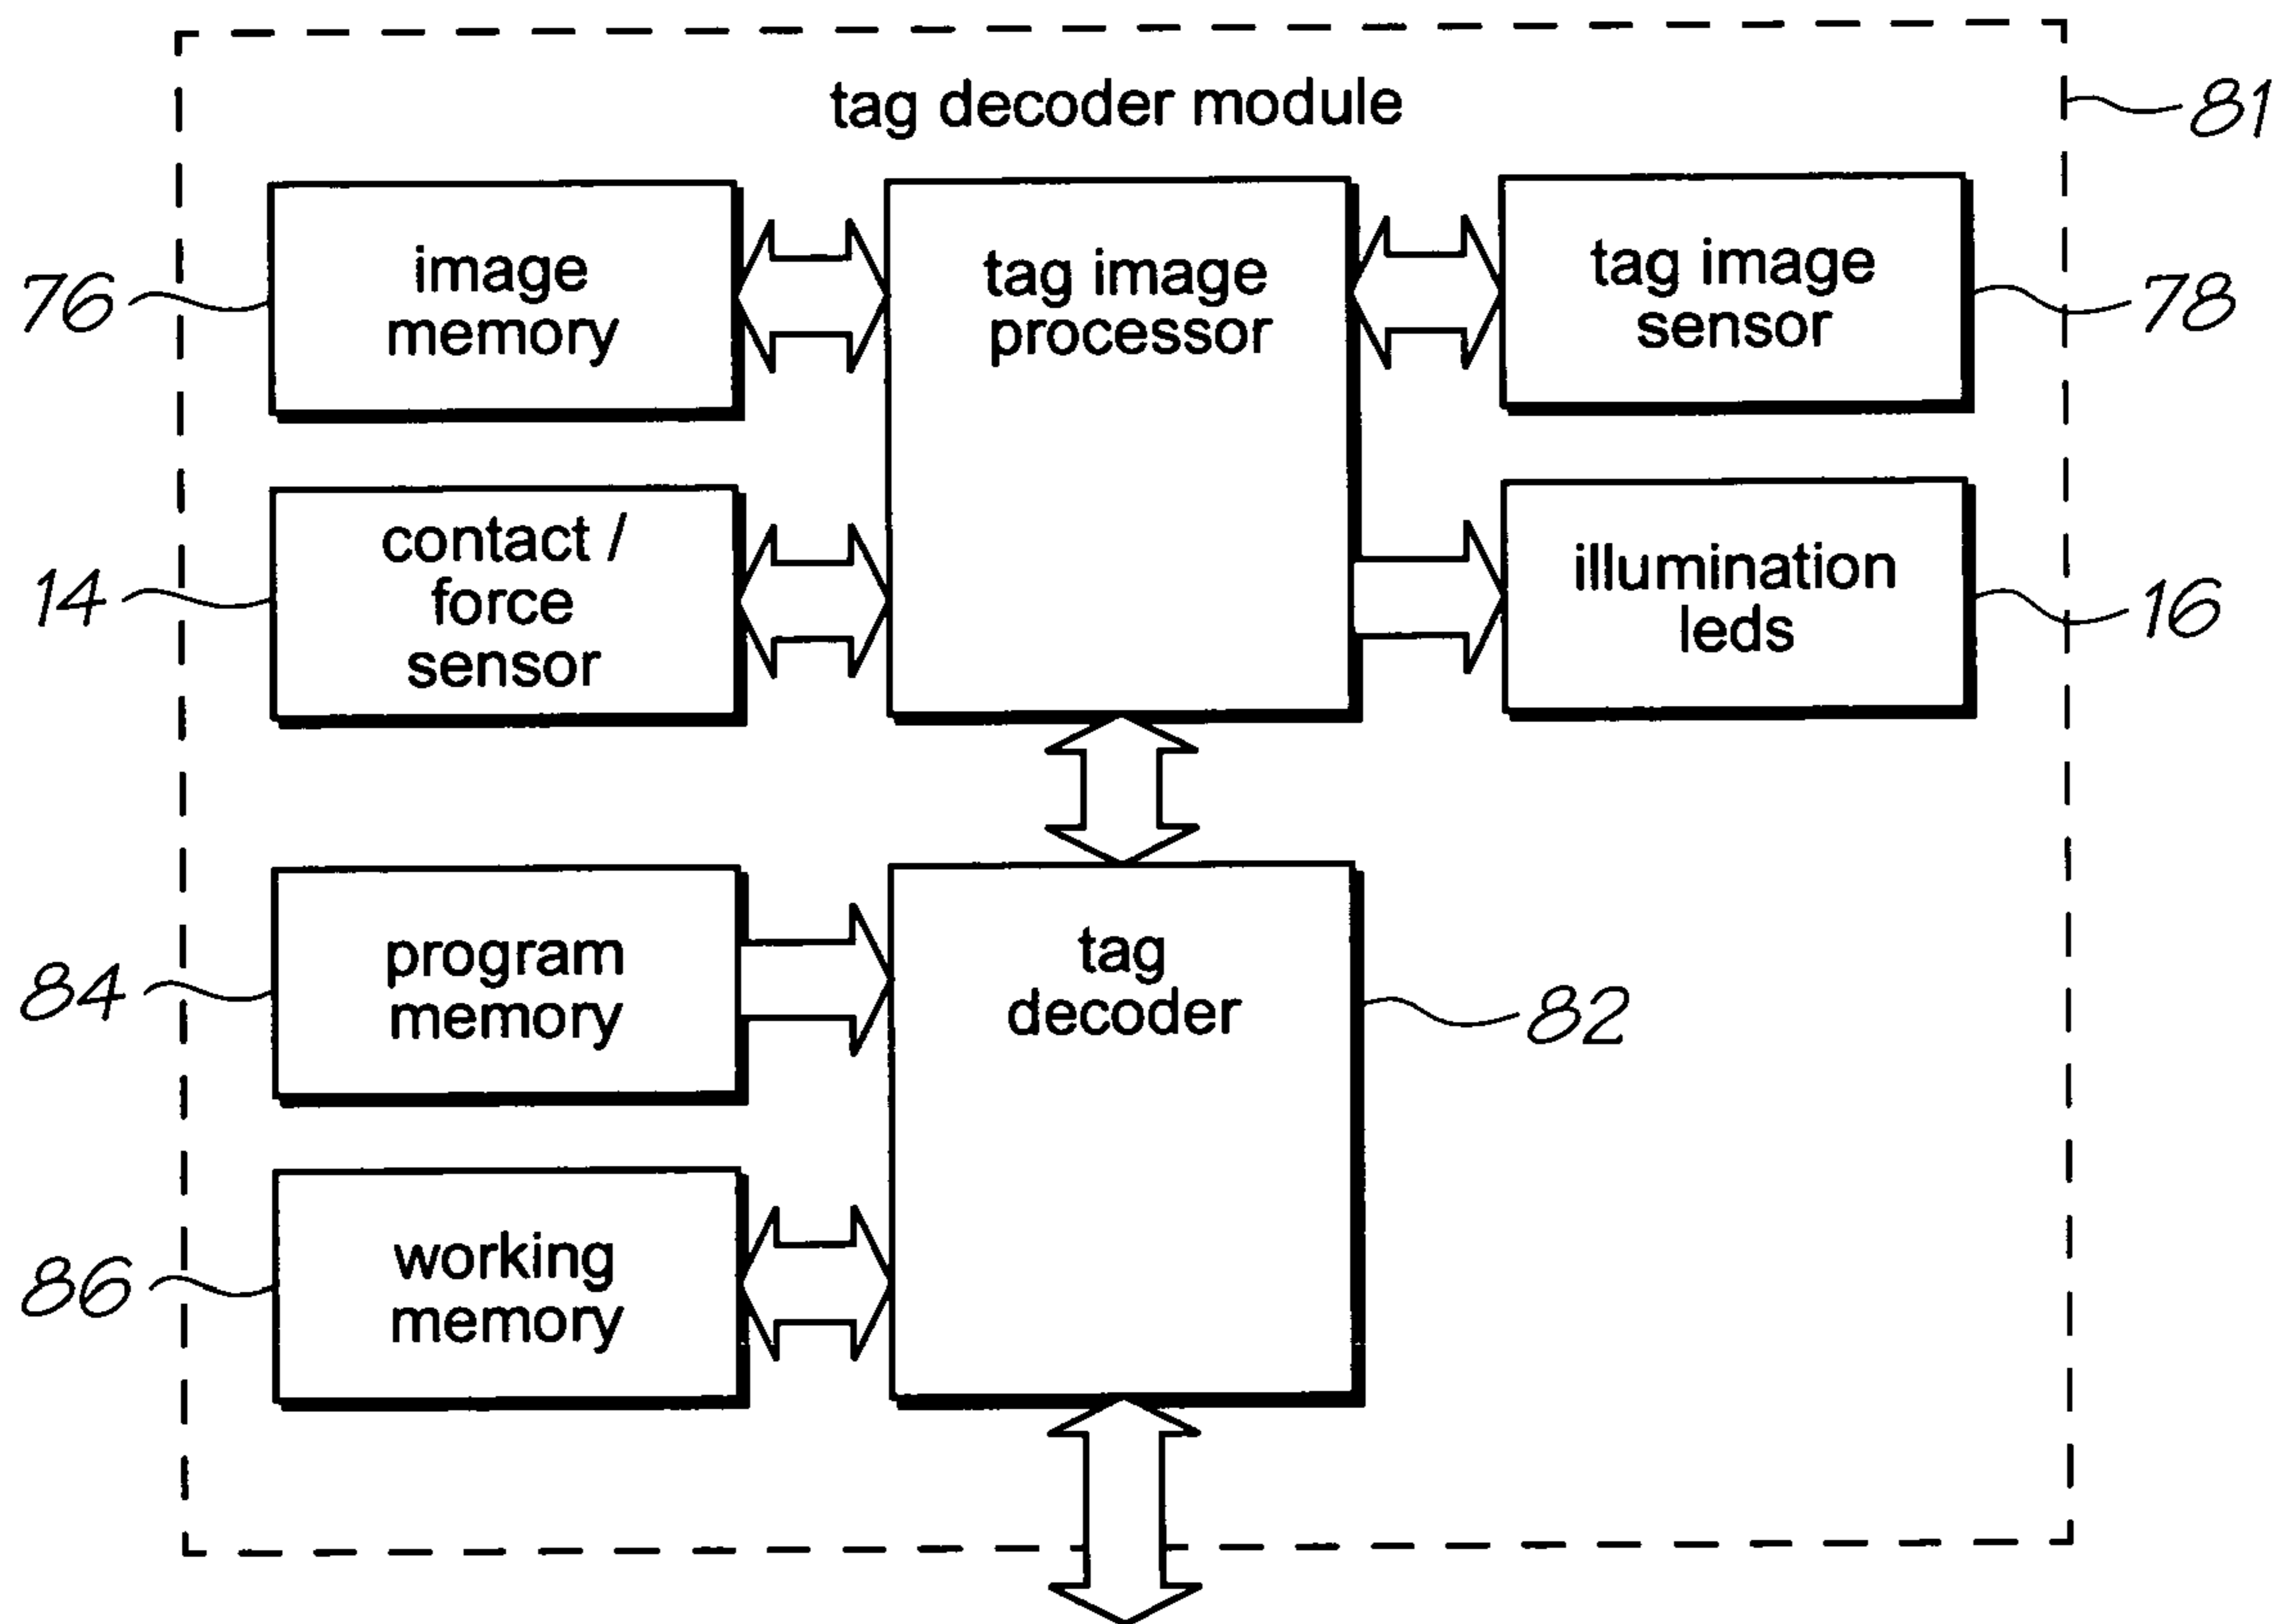 tag decoder module
81
image
memory
76
tag image
processor
tag image
sensor
78
contact /
force
sensor
14
illumination
leds
16
program
memory
84
tag
decoder
82
working
memory
86